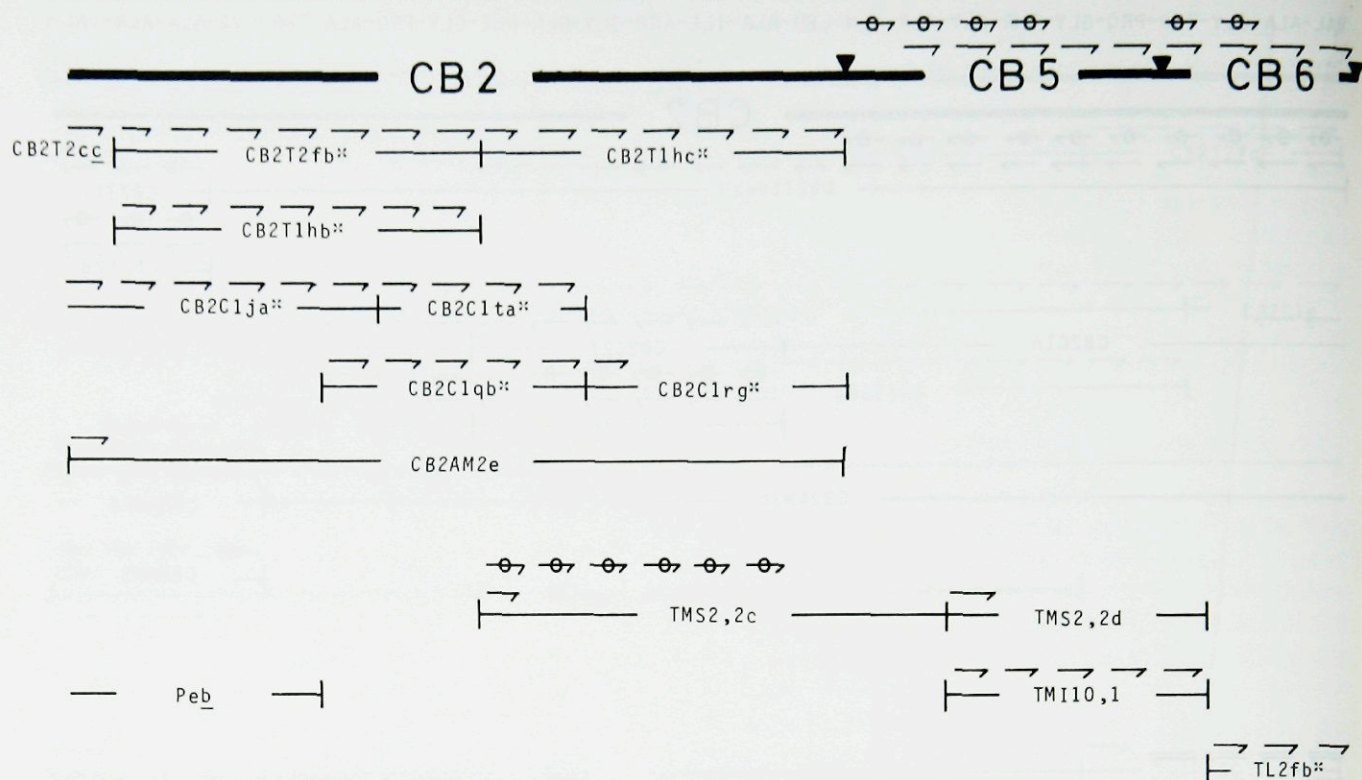 CB2 CB5 CB6
CB2T2cc CB2T2fb* CB2T1hc*
CB2T1hb*
CB2C1ja* CB2C1ta*
CB2C1qb* CB2C1rg*
CB2AM2e
TMS2,2c TMS2,2d
Peb TMI10,1
TL2fb*